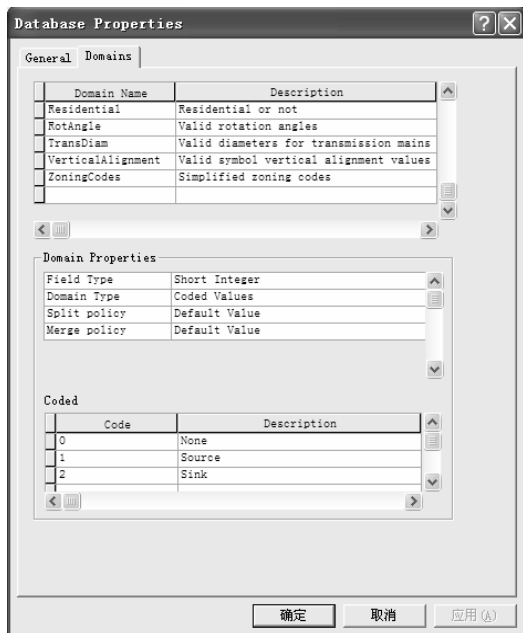 Database Properties
General Domains
Domain Name Description
Residential Residential or not
RotAngle Valid rotation angles
TransDiam Valid diameters for transmission mains
VerticalAlignment Valid symbol vertical alignment values
ZoningCodes Simplified zoning codes
Domain Properties
Field Type Short Integer
Domain Type Coded Values
Split policy Default Value
Merge policy Default Value
Coded
Code Description
0 None
1 Source
2 Sink
确定 取消 应用(A)